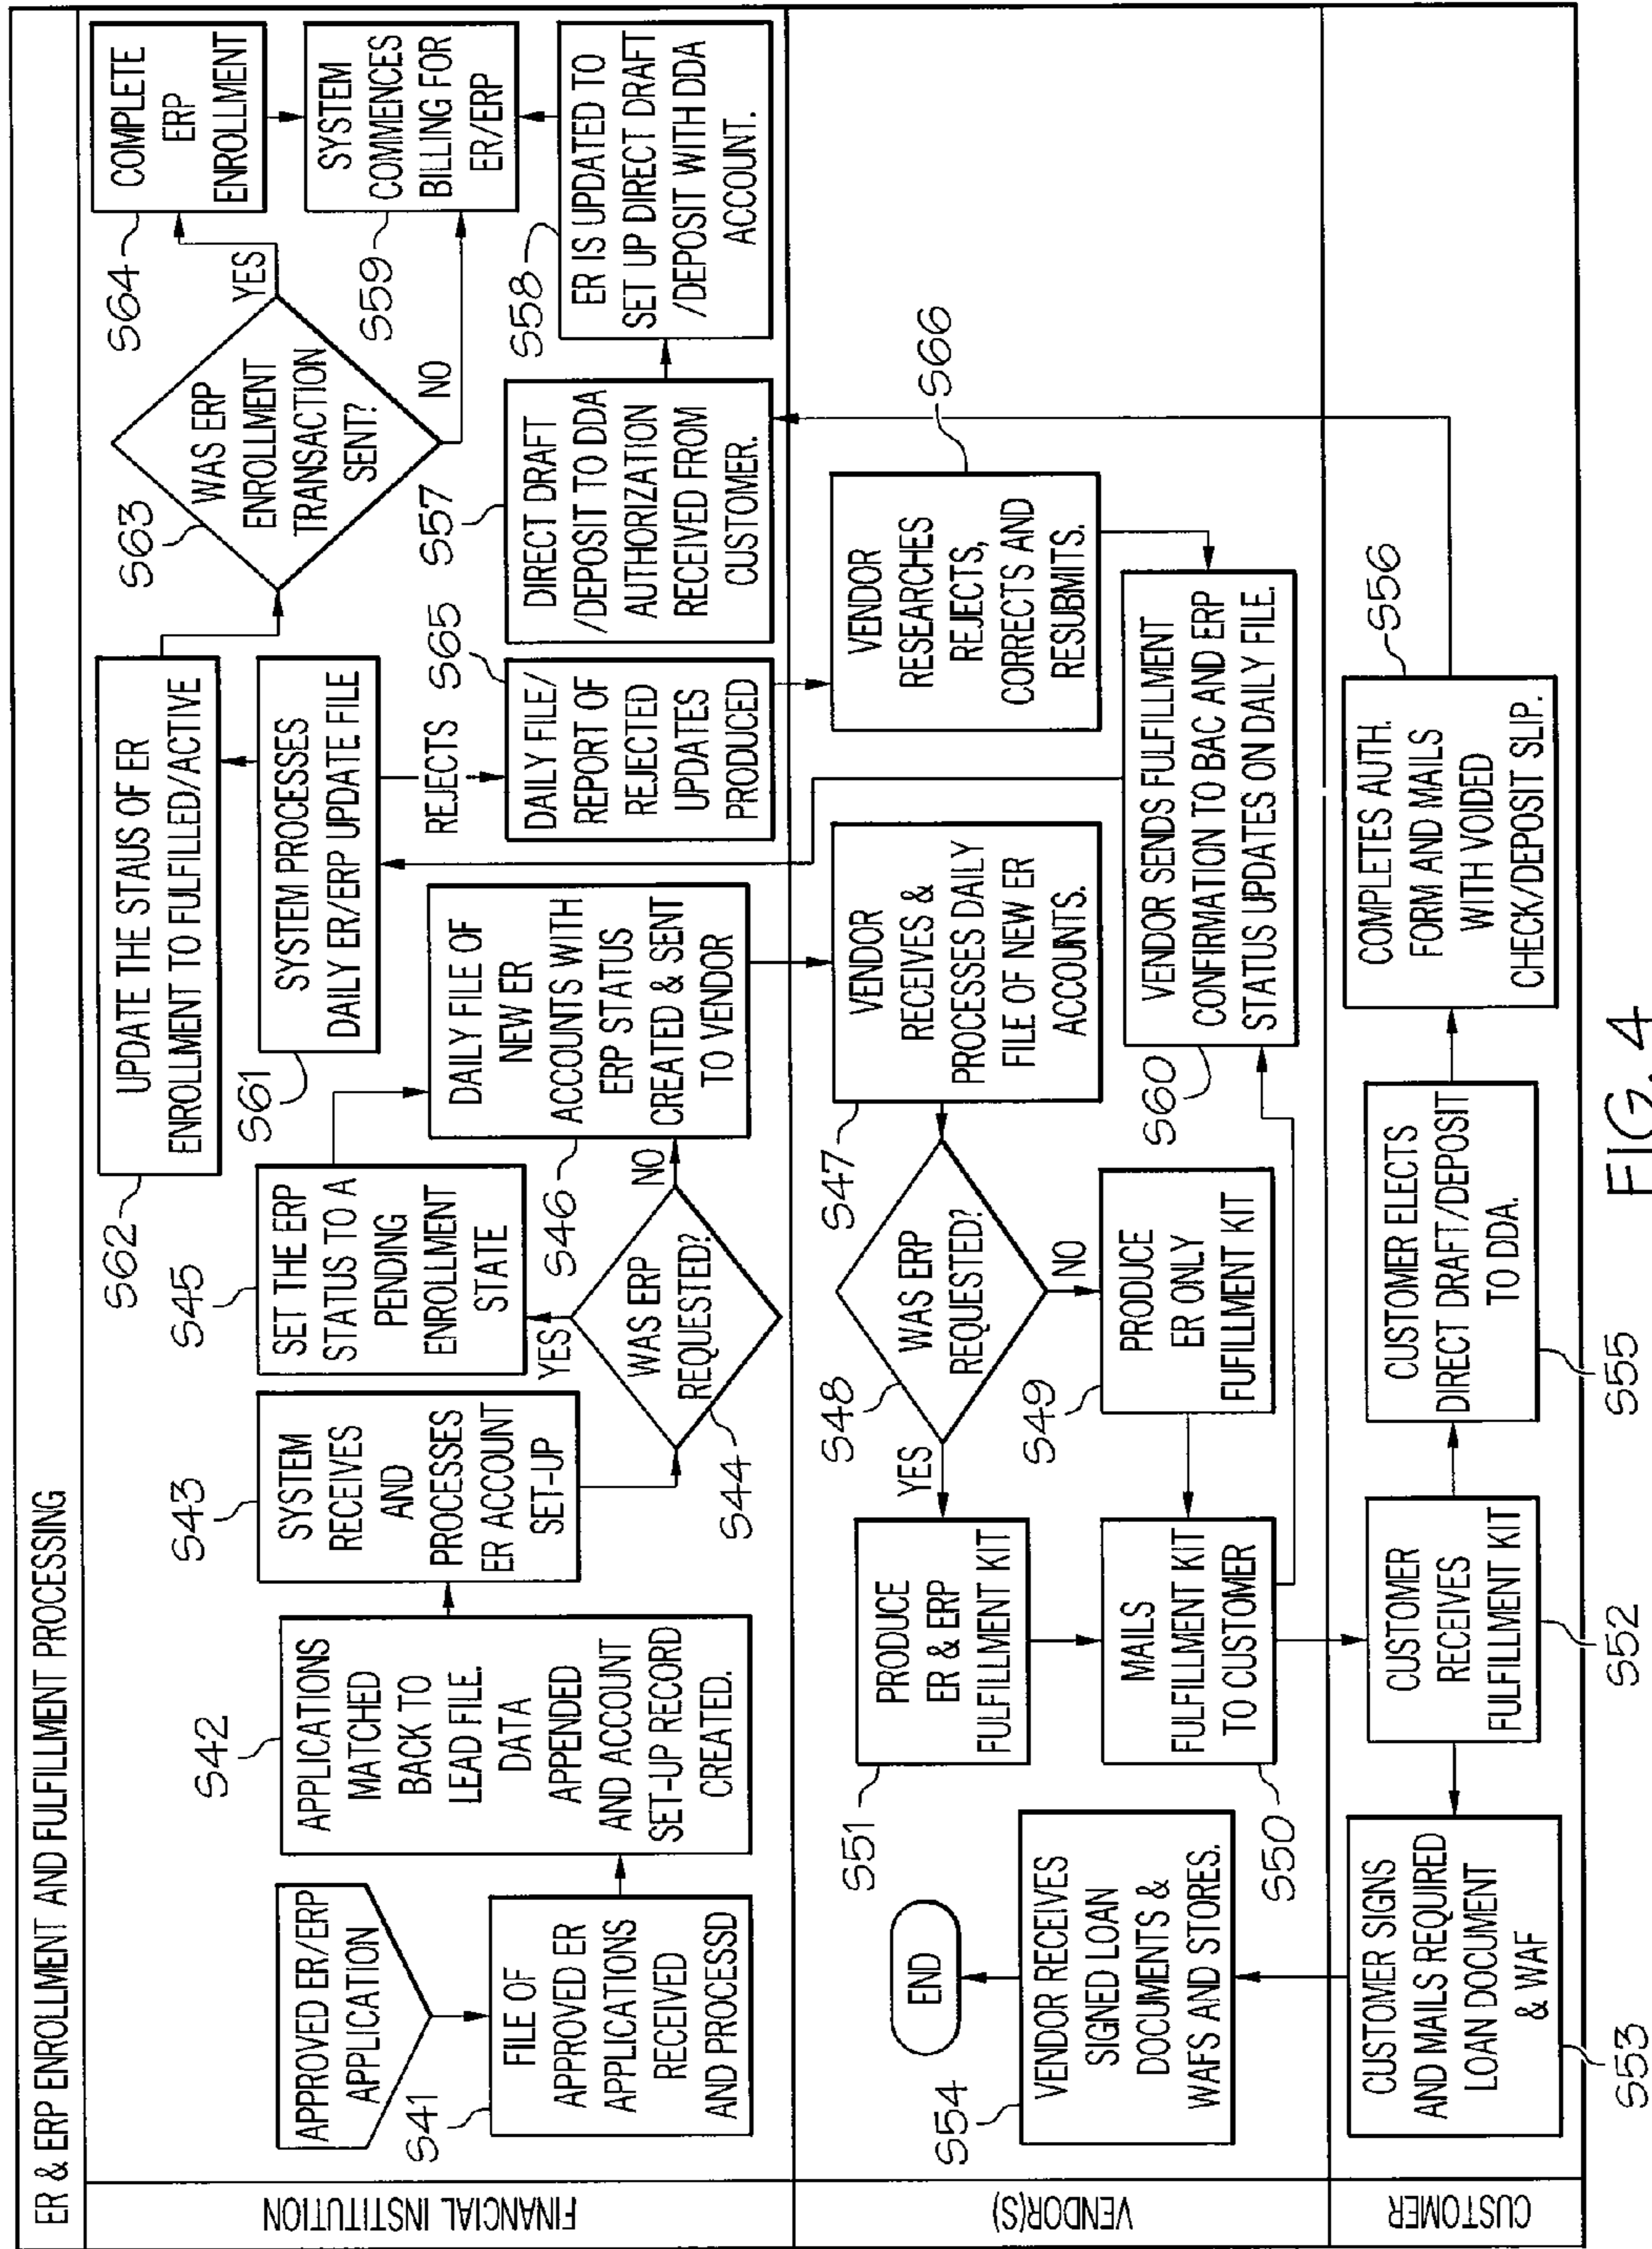 ER & ERP ENROLLMENT AND FULFILLMENT PROCESSING
FINANCIAL INSTITUTION
APPROVED ER/ERP
APPLICATION
S41
FILE OF
APPROVED ER
APPLICATIONS
RECEIVED
AND PROCESSD
S42
APPLICATIONS
MATCHED
BACK TO
LEAD FILE.
DATA
APPENDED
AND ACCOUNT
SET-UP RECORD
CREATED.
S43
SYSTEM
RECEIVES
AND
PROCESSES
ER ACCOUNT
SET-UP
S44
WAS ERP
REQUESTED?
YES
NO
S45
SET THE ERP
STATUS TO A
PENDING
ENROLLMENT
STATE
S46
DAILY FILE OF
NEW ER
ACCOUNTS WITH
ERP STATUS
CREATED & SENT
TO VENDOR
S62
UPDATE THE STAUS OF ER
ENROLLMENT TO FULFILLED/ACTIVE
S61
SYSTEM PROCESSES
DAILY ER/ERP UPDATE FILE
REJECTS
S65
DAILY FILE/
REPORT OF
REJECTED
UPDATES
PRODUCED
S63
WAS ERP
ENROLLMENT
TRANSACTION
SENT?
YES
NO
S64
COMPLETE
ERP
ENROLLMENT
S59
SYSTEM
COMMENCES
BILLING FOR
ER/ERP
S57
DIRECT DRAFT
/DEPOSIT TO DDA
AUTHORIZATION
RECEIVED FROM
CUSTOMER.
S58
ER IS UPDATED TO
SET UP DIRECT DRAFT
/DEPOSIT WITH DDA
ACCOUNT.
VENDOR(S)
END
S54
VENDOR RECEIVES
SIGNED LOAN
DOCUMENTS &
WAFS AND STORES.
S51
PRODUCE
ER & ERP
FULFILLMENT KIT
S50
MAILS
FULFILLMENT KIT
TO CUSTOMER
YES
S48
WAS ERP
REQUESTED?
NO
S49
PRODUCE
ER ONLY
FUFILLMENT KIT
S47
VENDOR
RECEIVES &
PROCESSES DAILY
FILE OF NEW ER
ACCOUNTS.
S60
VENDOR SENDS FULFILLMENT
CONFIRMATION TO BAC AND ERP
STATUS UPDATES ON DAILY FILE.
S66
VENDOR
RESEARCHES
REJECTS,
CORRECTS AND
RESUBMITS.
CUSTOMER
CUSTOMER SIGNS
AND MAILS REQUIRED
LOAN DOCUMENT
& WAF
S53
CUSTOMER
RECEIVES
FULFILLMENT KIT
S52
CUSTOMER ELECTS
DIRECT DRAFT/DEPOSIT
TO DDA.
S55
COMPLETES AUTH.
FORM AND MAILS
WITH VOIDED
CHECK/DEPOSIT SLIP.
S56
FIG. 4